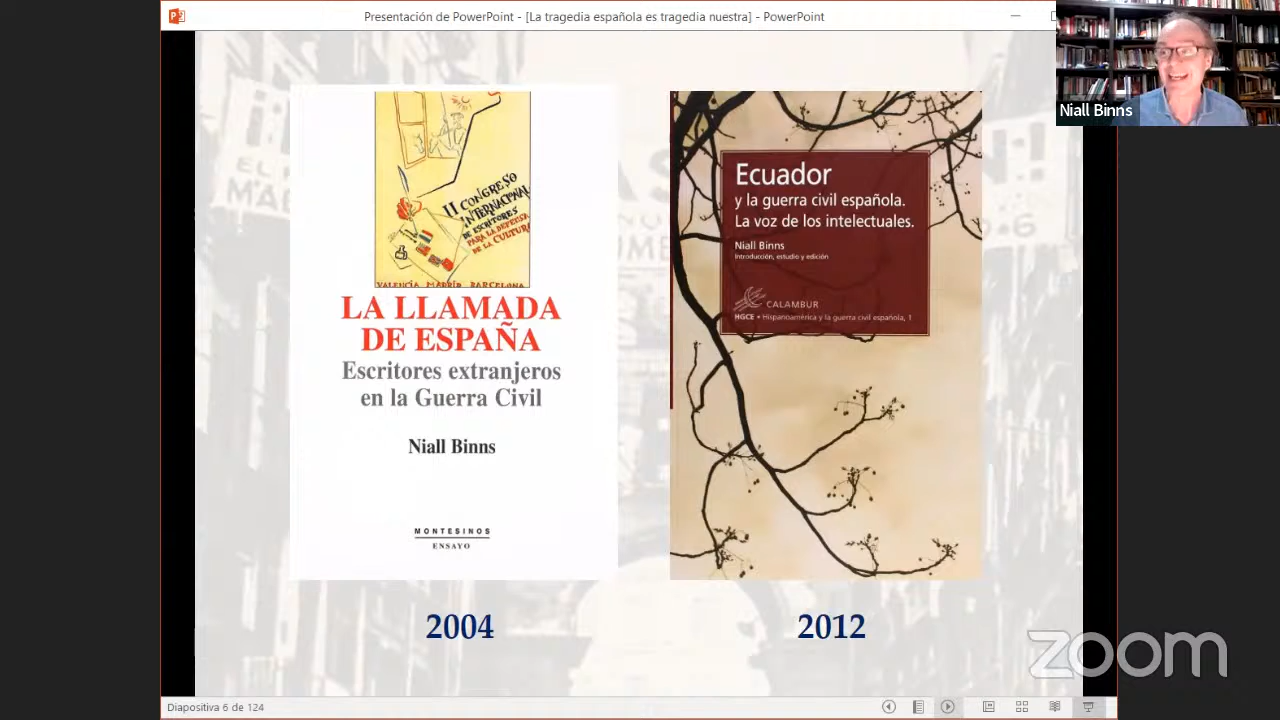 Presentación de PowerPoint - [La tragedia española es tragedia nuestra] - PowerPoint
Niall Binns
II CONGRESO
INTERNACIONAL
DE ESCRITORES
PARA LA DEFENSA
DE LA CULTURA
VALENCIA MADRID BARCELONA
LA LLAMADA
DE ESPAÑA
Escritores extranjeros
en la Guerra Civil
Niall Binns
MONTESINOS
ENSAYO
2004
Ecuador
y la guerra civil española.
La voz de los intelectuales.
Niall Binns
Introducción, estudio y edición
CALAMBUR
HGCE • Hispanoamérica y la guerra civil española, 1
2012
zoom
Diapositiva 6 de 124